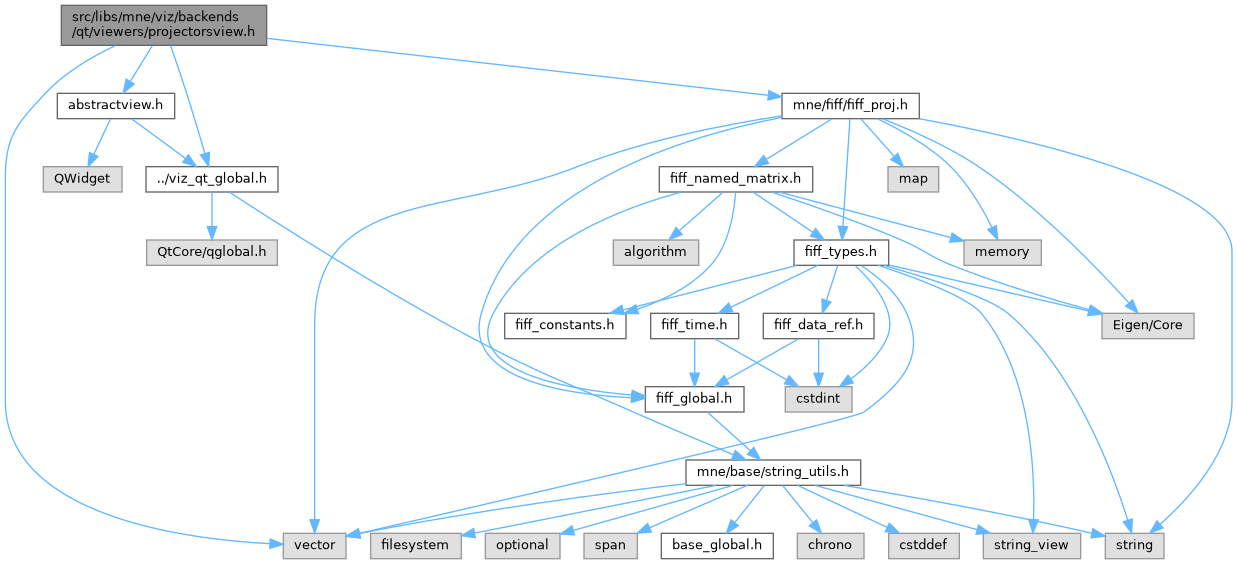 src/libs/mne/viz/backends
/qt/viewers/projectorsview.h
abstractview.h
mne/fiff/fiff_proj.h
QWidget
../viz_qt_global.h
fiff_named_matrix.h
map
QtCore/qglobal.h
algorithm
fiff_types.h
memory
fiff_constants.h
fiff_time.h
fiff_data_ref.h
Eigen/Core
fiff_global.h
cstdint
mne/base/string_utils.h
vector
filesystem
optional
span
base_global.h
chrono
cstddef
string_view
string